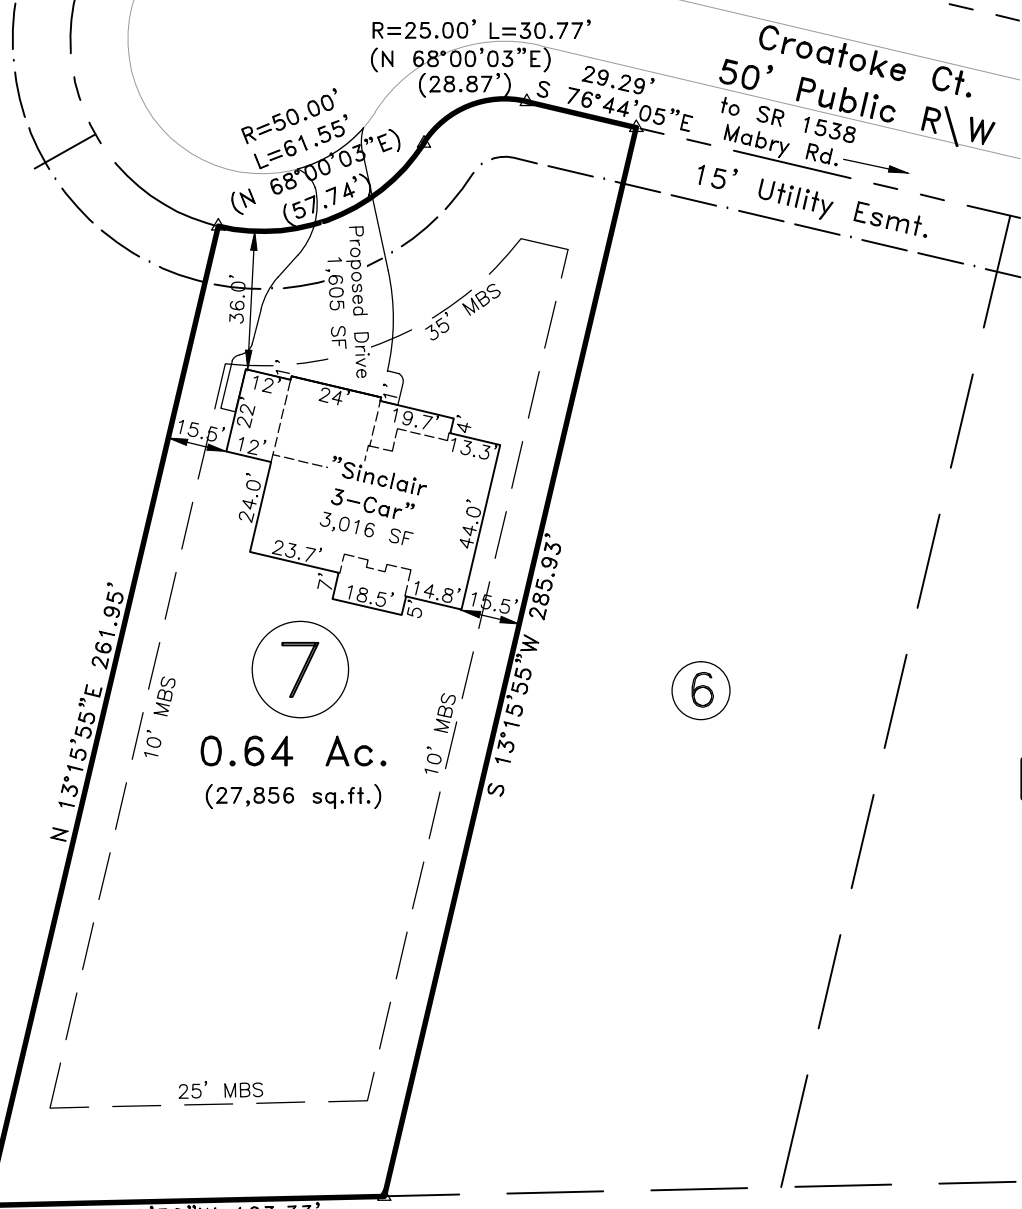 R=25.00' L=30.77'
(N 68°00'03"E)
(28.87')
S 76°44'05"E
29.29'
Croatoke Ct.
50' Public R\W
to SR 1538
Mabry Rd.
15' Utility Esmt.
R=50.00'
L=61.55'
(N 68°00'03"E)
(57.74')
36.0'
Proposed Drive
1,605 SF
35' MBS
12'
1'
24'
1'
19.7'
4'
13.3'
22'
15.5'
12'
24.0'
"Sinclair
3-Car"
3,016 SF
44.0'
23.7'
7'
18.5'
5'
14.8'
15.5'
N 13°15'55"E 261.95'
S 13°15'55"W 285.93'
7
0.64 Ac.
(27,856 sq.ft.)
10' MBS
10' MBS
6
25' MBS